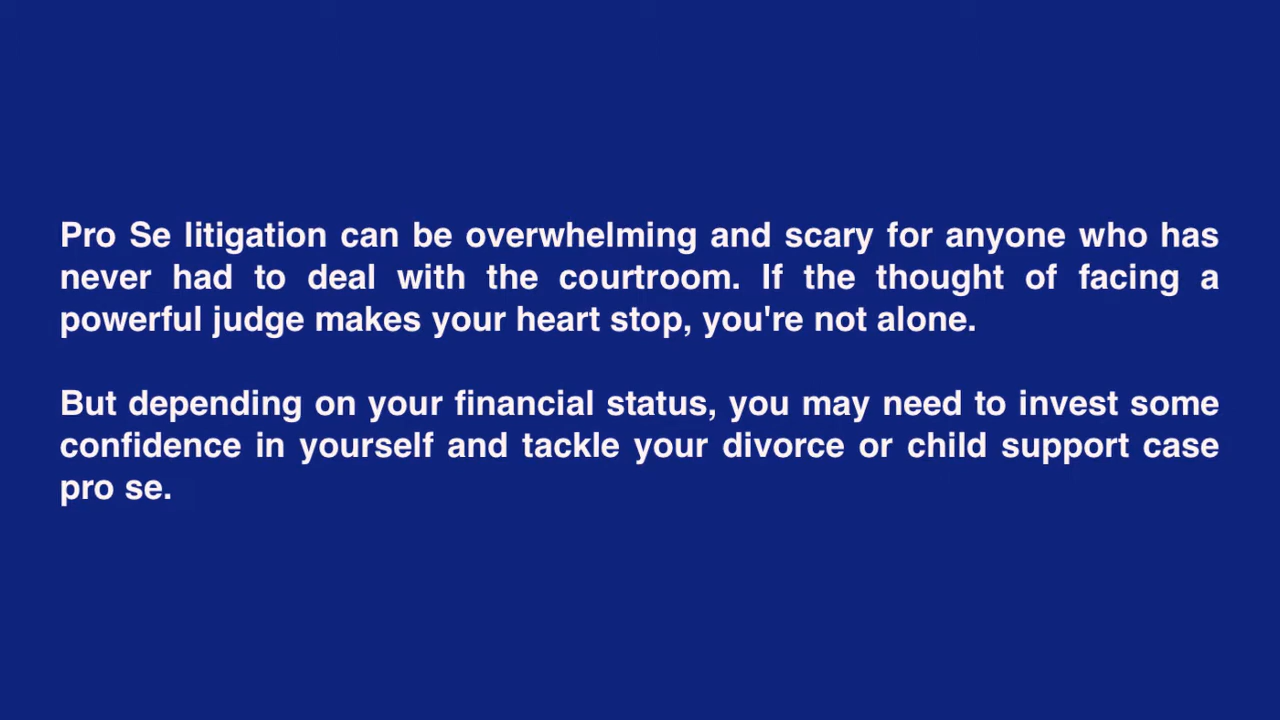 Pro Se litigation can be overwhelming and scary for anyone who has
never had to deal with the courtroom. If the thought of facing a
powerful judge makes your heart stop, you're not alone.
But depending on your financial status, you may need to invest some
confidence in yourself and tackle your divorce or child support case
pro se.